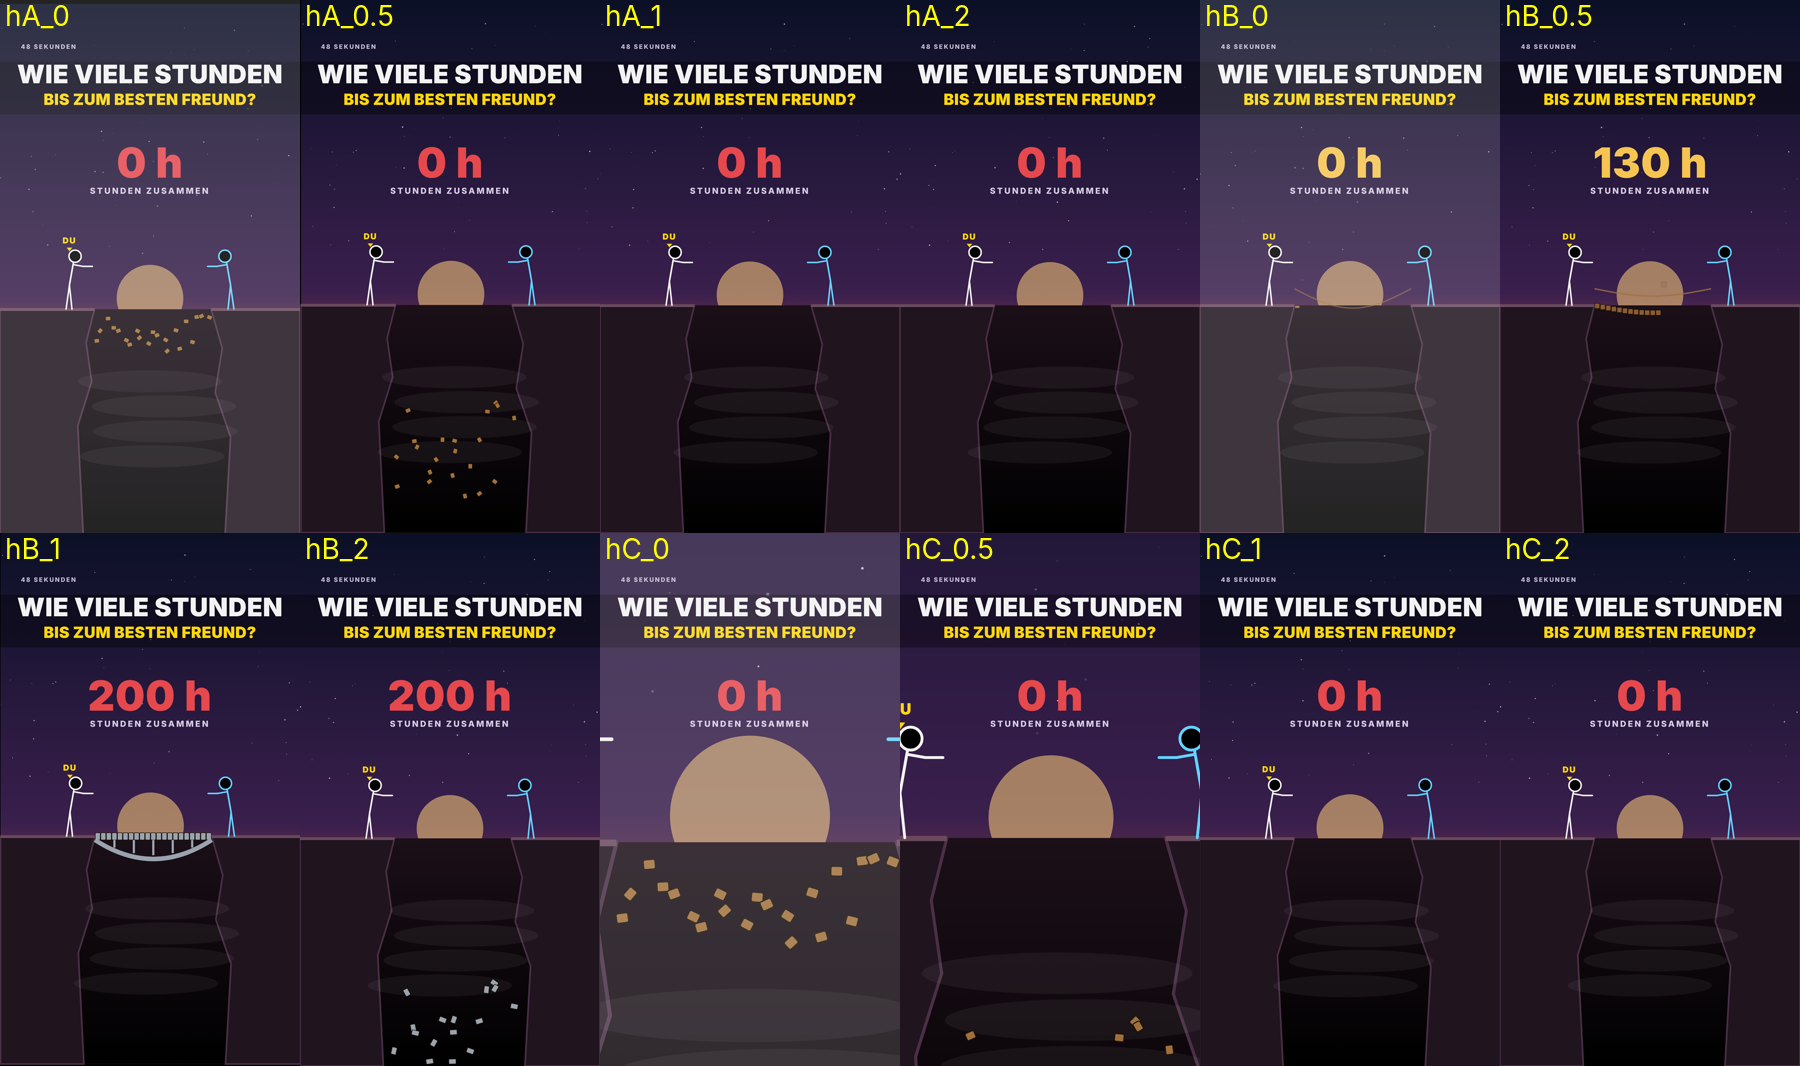 hA_0
48 SEKUNDEN
WIE VIELE STUNDEN
BIS ZUM BESTEN FREUND?
0 h
STUNDEN ZUSAMMEN
DU
hA_0.5
48 SEKUNDEN
WIE VIELE STUNDEN
BIS ZUM BESTEN FREUND?
0 h
STUNDEN ZUSAMMEN
DU
hA_1
48 SEKUNDEN
WIE VIELE STUNDEN
BIS ZUM BESTEN FREUND?
0 h
STUNDEN ZUSAMMEN
DU
hA_2
48 SEKUNDEN
WIE VIELE STUNDEN
BIS ZUM BESTEN FREUND?
0 h
STUNDEN ZUSAMMEN
DU
hB_0
48 SEKUNDEN
WIE VIELE STUNDEN
BIS ZUM BESTEN FREUND?
0 h
STUNDEN ZUSAMMEN
DU
hB_0.5
48 SEKUNDEN
WIE VIELE STUNDEN
BIS ZUM BESTEN FREUND?
130 h
STUNDEN ZUSAMMEN
DU
hB_1
48 SEKUNDEN
WIE VIELE STUNDEN
BIS ZUM BESTEN FREUND?
200 h
STUNDEN ZUSAMMEN
DU
hB_2
48 SEKUNDEN
WIE VIELE STUNDEN
BIS ZUM BESTEN FREUND?
200 h
STUNDEN ZUSAMMEN
DU
hC_0
48 SEKUNDEN
WIE VIELE STUNDEN
BIS ZUM BESTEN FREUND?
0 h
STUNDEN ZUSAMMEN
hC_0.5
48 SEKUNDEN
WIE VIELE STUNDEN
BIS ZUM BESTEN FREUND?
0 h
STUNDEN ZUSAMMEN
U
hC_1
48 SEKUNDEN
WIE VIELE STUNDEN
BIS ZUM BESTEN FREUND?
0 h
STUNDEN ZUSAMMEN
DU
hC_2
48 SEKUNDEN
WIE VIELE STUNDEN
BIS ZUM BESTEN FREUND?
0 h
STUNDEN ZUSAMMEN
DU